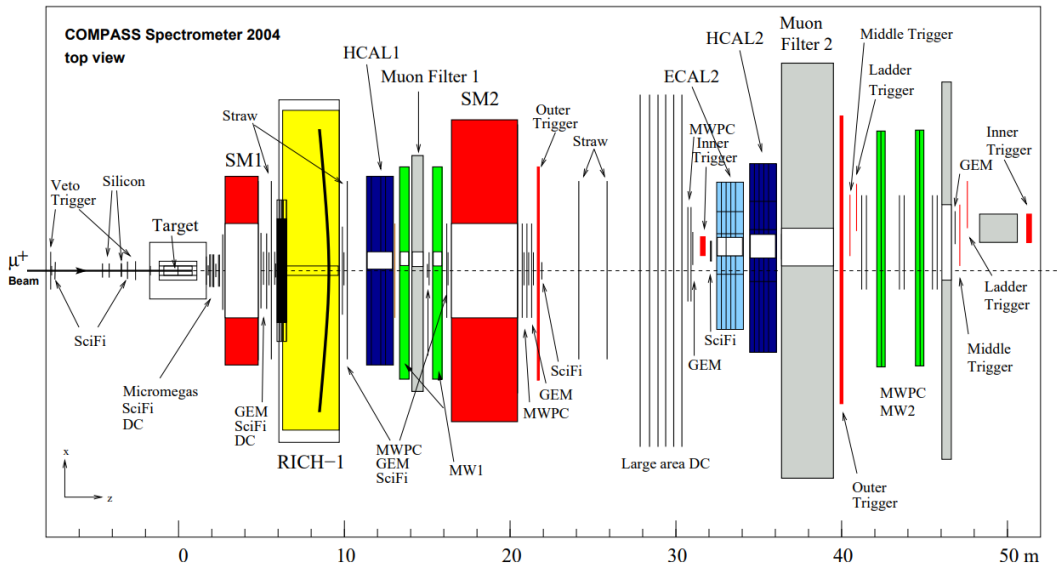 COMPASS Spectrometer 2004
top view
Muon
Filter 2
Middle Trigger
HCAL1
HCAL2
Ladder
Trigger
Muon Filter 1
ECAL2
SM2
Outer
Trigger
Straw
Straw
MWPC
Inner
Trigger
Inner
Trigger
GEM
SM1
Veto
Trigger
Silicon
Target
μ+
Beam
SciFi
SciFi
GEM
Ladder
Trigger
SciFi
Middle
Trigger
Micromegas
SciFi
DC
GEM
SciFi
DC
GEM
MWPC
MWPC
MW2
MWPC
GEM
SciFi
MW1
RICH−1
Large area DC
Outer
Trigger
x
z
0
10
20
30
40
50 m